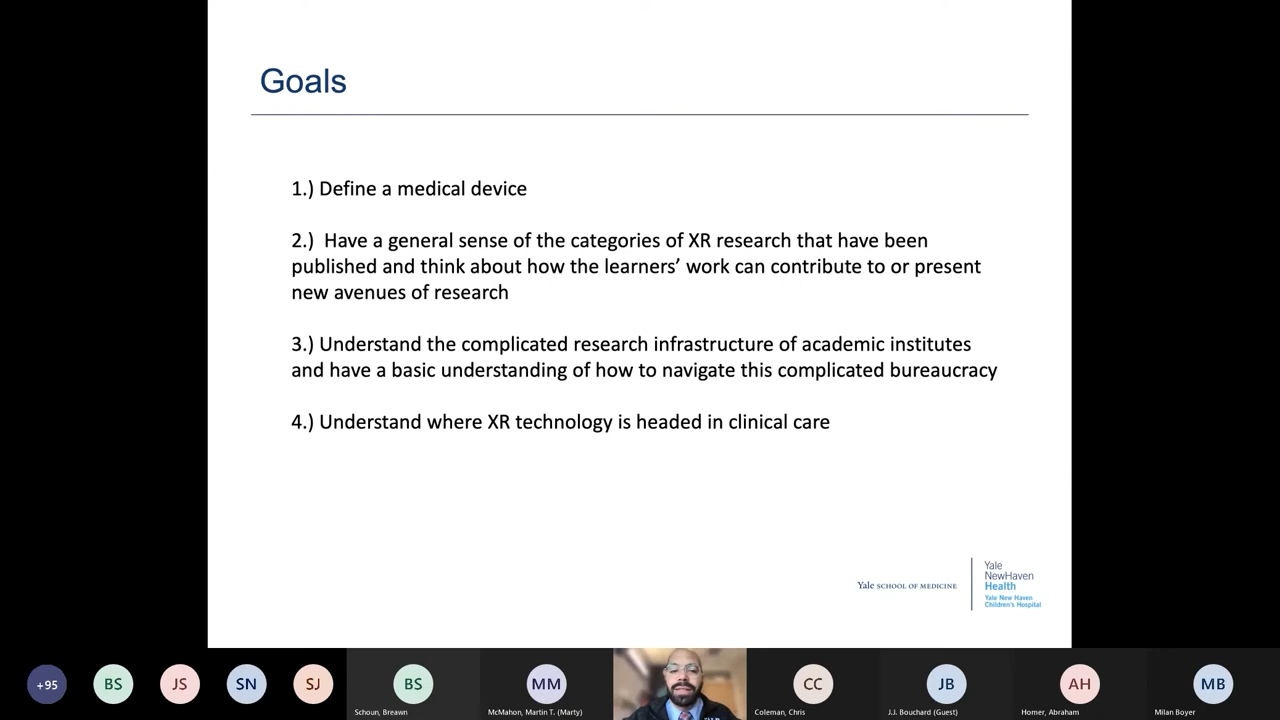 Goals
1.) Define a medical device
2.) Have a general sense of the categories of XR research that have been
published and think about how the learners’ work can contribute to or present
new avenues of research
3.) Understand the complicated research infrastructure of academic institutes
and have a basic understanding of how to navigate this complicated bureaucracy
4.) Understand where XR technology is headed in clinical care
Yale SCHOOL OF MEDICINE
Yale
NewHaven
Health
Yale New Haven
Children's Hospital
+95
BS
JS
SN
SJ
BS
MM
CC
JB
AH
MB
Schoun, Breawn
McMahon, Martin T. (Marty)
Coleman, Chris
J.J. Bouchard (Guest)
Homer, Abraham
Milan Boyer